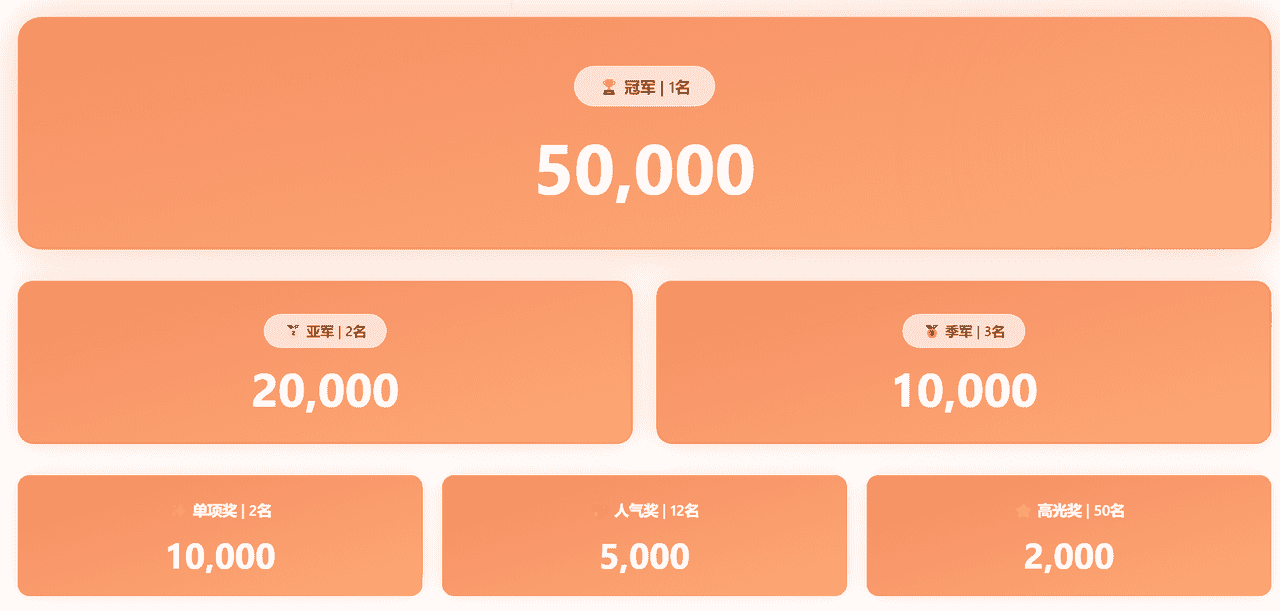 🏆 冠军 | 1名
50,000
🥈 亚军 | 2名
20,000
🥉 季军 | 3名
10,000
单项奖 | 2名
10,000
人气奖 | 12名
5,000
高光奖 | 50名
2,000